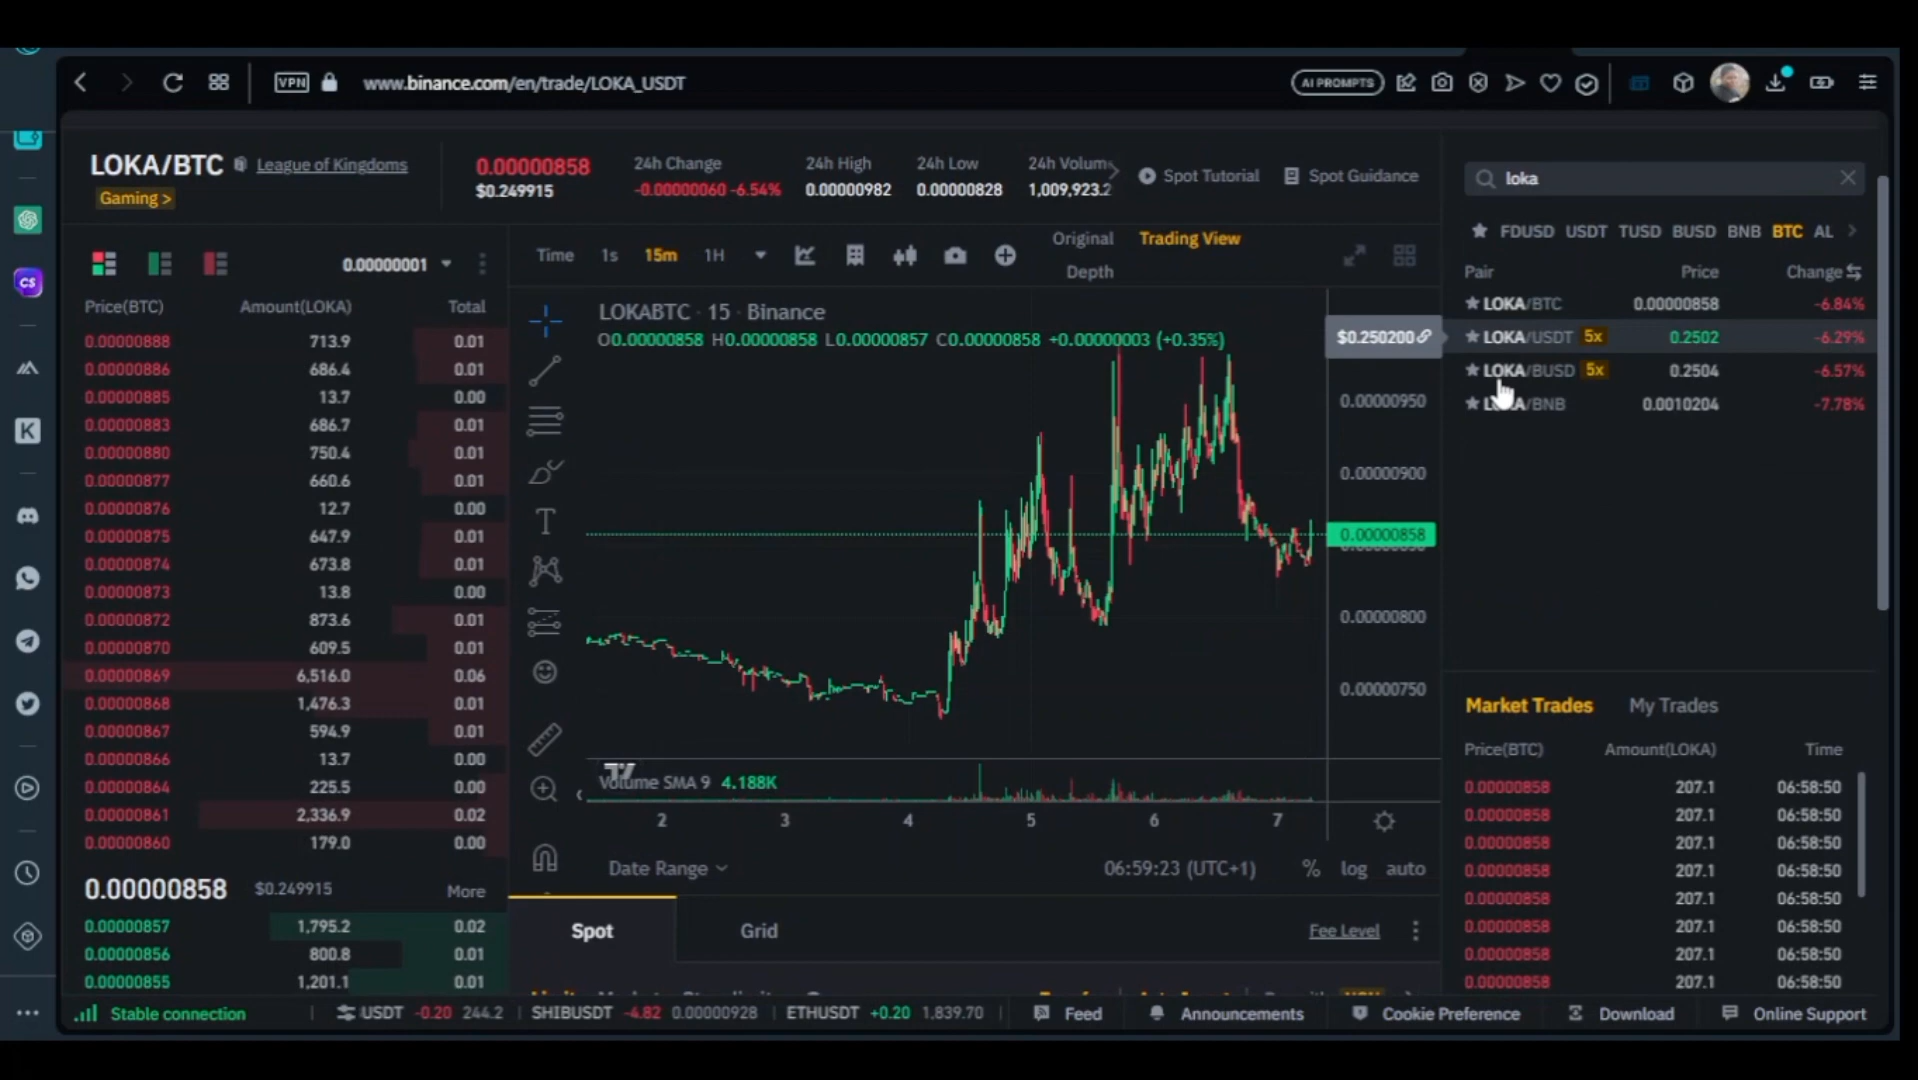 VPN www.binance.com/en/trade/LOKA_USDT AI PROMPTS
LOKA/BTC League of Kingdoms
Gaming >
0.00000858
$0.249915
24h Change
-0.00000060 -6.54%
24h High
0.00000982
24h Low
0.00000828
24h Volum
1,009,923.2
Spot Tutorial Spot Guidance
loka
FDUSD USDT TUSD BUSD BNB BTC AL
Pair Price Change
LOKA/BTC 0.00000858 -6.84%
LOKA/USDT 5x 0.2502 -6.29%
LOKA/BUSD 5x 0.2504 -6.57%
LOKA/BNB 0.0010204 -7.78%
0.00000001
Price(BTC) Amount(LOKA) Total
0.00000888 713.9 0.01
0.00000886 686.4 0.01
0.00000885 13.7 0.00
0.00000883 686.7 0.01
0.00000880 750.4 0.01
0.00000877 660.6 0.01
0.00000876 12.7 0.00
0.00000875 647.9 0.01
0.00000874 673.8 0.01
0.00000873 13.8 0.00
0.00000872 873.6 0.01
0.00000870 609.5 0.01
0.00000869 6,516.0 0.06
0.00000868 1,476.3 0.01
0.00000867 594.9 0.01
0.00000866 13.7 0.00
0.00000864 225.5 0.00
0.00000861 2,336.9 0.02
0.00000860 179.0 0.00
0.00000858 $0.249915 More
0.00000857 1,795.2 0.02
0.00000856 800.8 0.01
0.00000855 1,201.1 0.01
Time 1s 15m 1H
Original Trading View
Depth
LOKABTC · 15 · Binance
O0.00000858 H0.00000858 L0.00000857 C0.00000858 +0.00000003 (+0.35%)
$0.250200
0.00000950
0.00000900
0.00000858
0.00000800
0.00000750
Volume SMA 9 4.188K
2 3 4 5 6 7
Date Range 06:59:23 (UTC+1) % log auto
Spot Grid Fee Level
Market Trades My Trades
Price(BTC) Amount(LOKA) Time
0.00000858 207.1 06:58:50
0.00000858 207.1 06:58:50
0.00000858 207.1 06:58:50
0.00000858 207.1 06:58:50
0.00000858 207.1 06:58:50
0.00000858 207.1 06:58:50
0.00000858 207.1 06:58:50
0.00000858 207.1 06:58:50
CS
K
Stable connection USDT -0.20 244.2 SHIBUSDT -4.82 0.00000928 ETHUSDT +0.20 1,839.70 Feed Announcements Cookie Preference Download Online Support